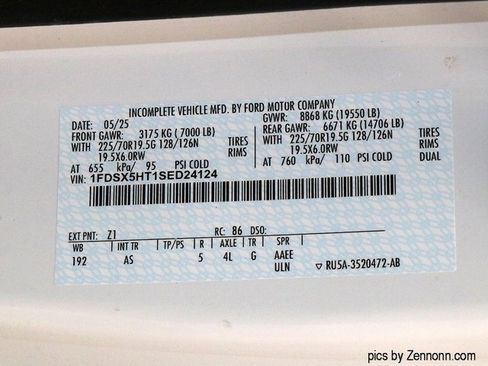 INCOMPLETE VEHICLE MFD. BY FORD MOTOR COMPANY
DATE: 05/25 GVWR: 8868 KG (19550 LB)
FRONT GAWR: 3175 KG (7000 LB) REAR GAWR: 6671 KG (14706 LB)
WITH 225/70R19.5G 128/126N TIRES WITH 225/70R19.5G 128/126N TIRES
19.5X6.0RW RIMS 19.5X6.0RW RIMS
AT 655 kPa/ 95 PSI COLD AT 760 kPa/ 110 PSI COLD DUAL
VIN: 1FDSX5HT1SED24124
EXT PNT: Z1 RC: 86 DSO:
WB INT TR TP/PS R AXLE TR SPR
192 AS 5 4L G AAEE
ULN ▽ RU5A-3520472-AB
pics by Zennonn.com